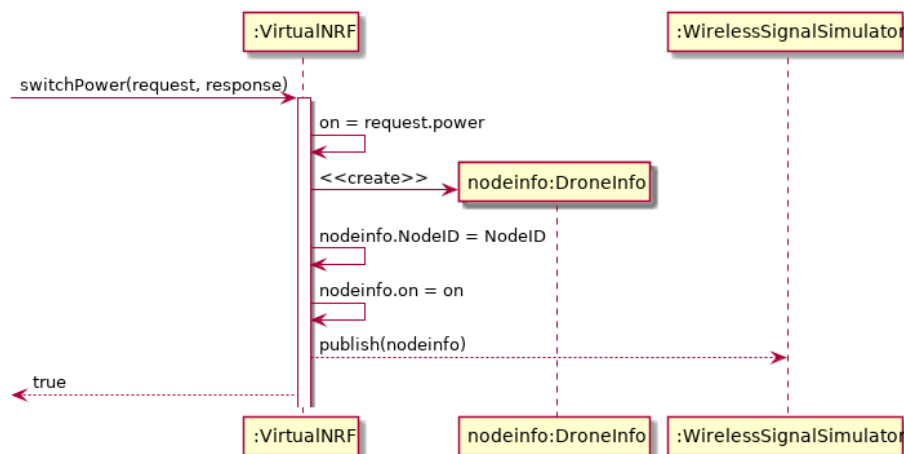 :VirtualNRF
:WirelessSignalSimulator
switchPower(request, response)
on = request.power
<<create>>
nodeinfo:DroneInfo
nodeinfo.NodeID = NodeID
nodeinfo.on = on
publish(nodeinfo)
true
:VirtualNRF
nodeinfo:DroneInfo
:WirelessSignalSimulator